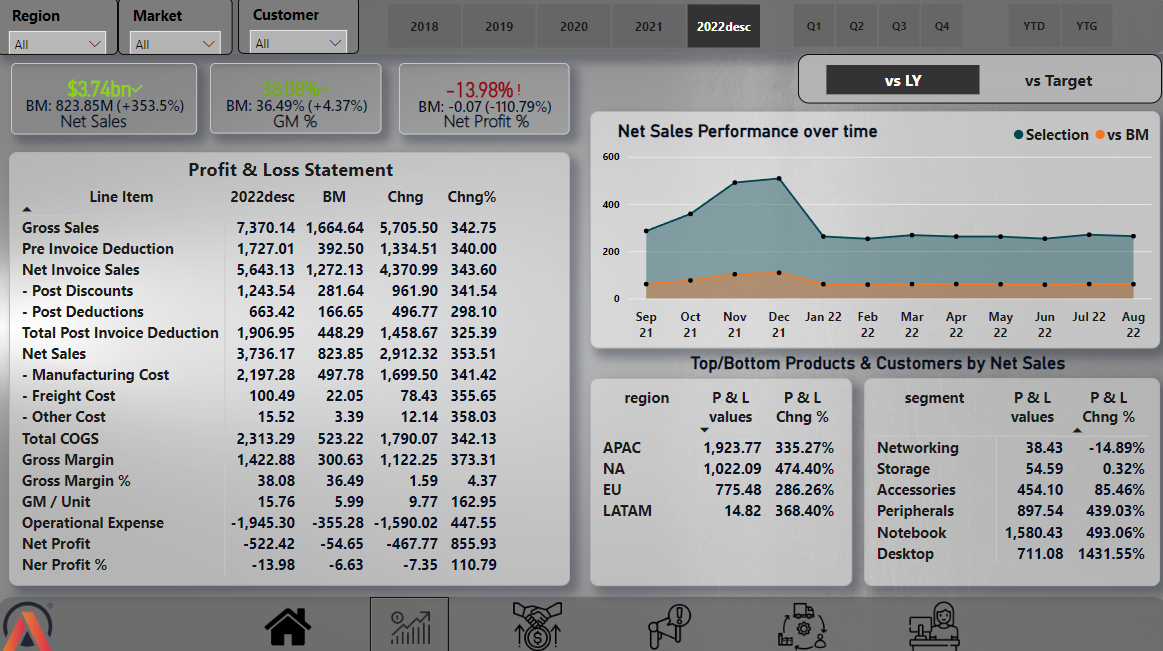 Region
Market
Customer
All
All
All
2018
2019
2020
2021
2022desc
Q1
Q2
Q3
Q4
YTD
YTG
$3.74bn
BM: 823.85M (+353.5%)
Net Sales
38.08%
BM: 36.49% (+4.37%)
GM %
-13.98% !
BM: -0.07 (-110.79%)
Net Profit %
vs LY
vs Target
Profit & Loss Statement
Line Item 2022desc BM Chng Chng%
Gross Sales 7,370.14 1,664.64 5,705.50 342.75
Pre Invoice Deduction 1,727.01 392.50 1,334.51 340.00
Net Invoice Sales 5,643.13 1,272.13 4,370.99 343.60
- Post Discounts 1,243.54 281.64 961.90 341.54
- Post Deductions 663.42 166.65 496.77 298.10
Total Post Invoice Deduction 1,906.95 448.29 1,458.67 325.39
Net Sales 3,736.17 823.85 2,912.32 353.51
- Manufacturing Cost 2,197.28 497.78 1,699.50 341.42
- Freight Cost 100.49 22.05 78.43 355.65
- Other Cost 15.52 3.39 12.14 358.03
Total COGS 2,313.29 523.22 1,790.07 342.13
Gross Margin 1,422.88 300.63 1,122.25 373.31
Gross Margin % 38.08 36.49 1.59 4.37
GM / Unit 15.76 5.99 9.77 162.95
Operational Expense -1,945.30 -355.28 -1,590.02 447.55
Net Profit -522.42 -54.65 -467.77 855.93
Ner Profit % -13.98 -6.63 -7.35 110.79
Net Sales Performance over time
Selection vs BM
600
400
200
0
Sep Oct Nov Dec Jan 22 Feb Mar Apr May Jun Jul 22 Aug
21 21 21 21 22 22 22 22 22 22
Top/Bottom Products & Customers by Net Sales
region P & L P & L
values Chng %
APAC 1,923.77 335.27%
NA 1,022.09 474.40%
EU 775.48 286.26%
LATAM 14.82 368.40%
segment P & L P & L
values Chng %
Networking 38.43 -14.89%
Storage 54.59 0.32%
Accessories 454.10 85.46%
Peripherals 897.54 439.03%
Notebook 1,580.43 493.06%
Desktop 711.08 1431.55%